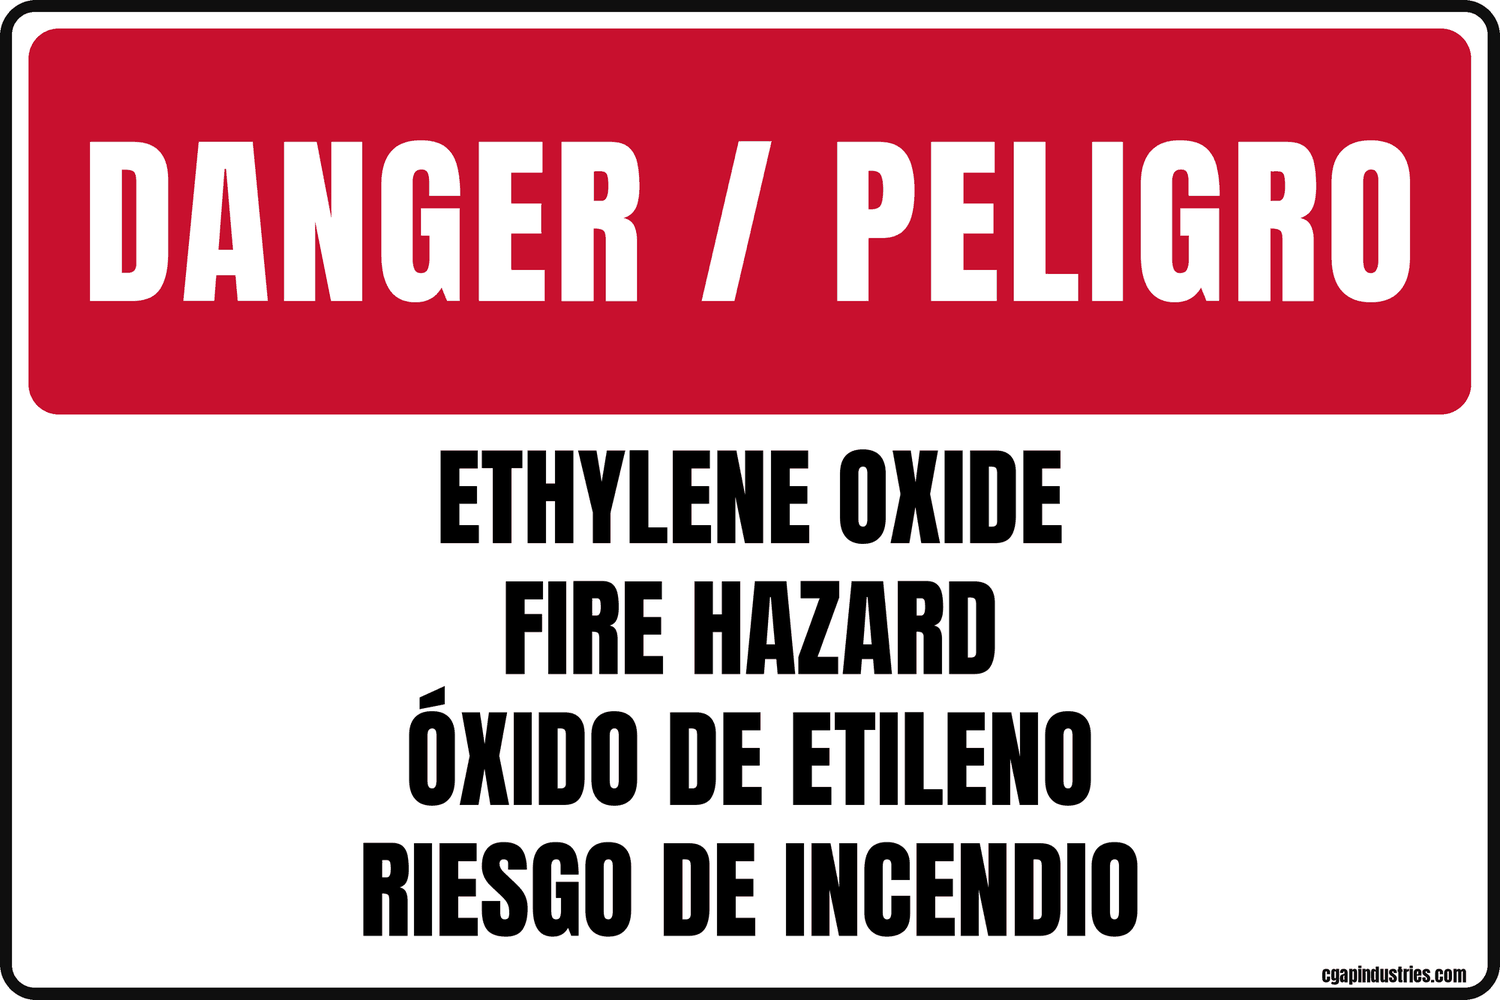 DANGER / PELIGRO
ETHYLENE OXIDE
FIRE HAZARD
ÓXIDO DE ETILENO
RIESGO DE INCENDIO
cgapindustries.com